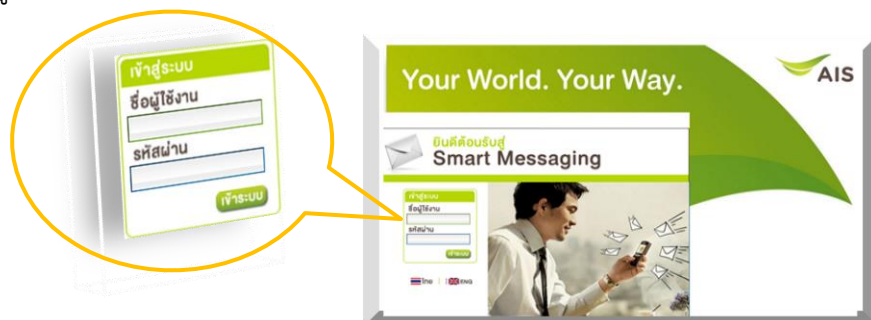 เข้าสู่ระบบ
ชื่อผู้ใช้งาน
รหัสผ่าน
เข้าระบบ
Your World. Your Way.
AIS
ยินดีต้อนรับสู่
Smart Messaging
เข้าสู่ระบบ
ชื่อผู้ใช้งาน
รหัสผ่าน
เข้าระบบ
ไทย | ENG